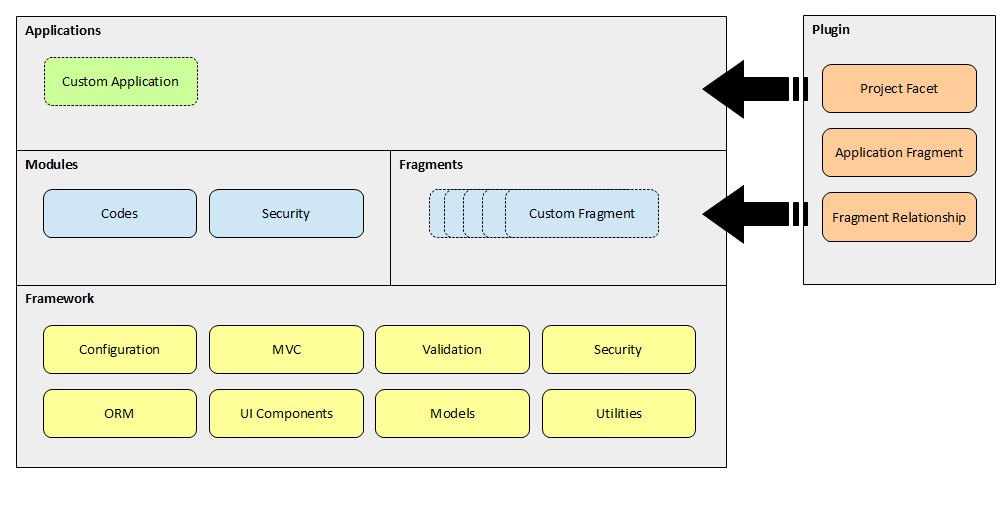 Applications
Custom Application
Modules
Codes
Security
Fragments
Custom Fragment
Framework
Configuration
MVC
Validation
Security
ORM
UI Components
Models
Utilities
Plugin
Project Facet
Application Fragment
Fragment Relationship